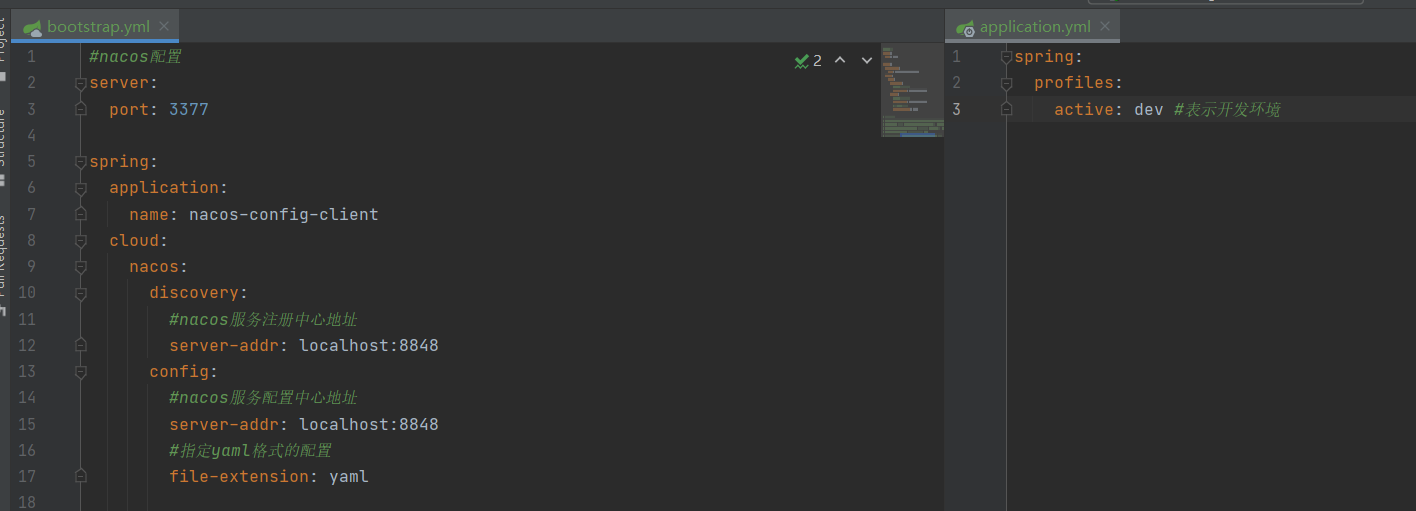 bootstrap.yml
application.yml
2
1 #nacos配置
2 server:
3 port: 3377
4
5 spring:
6 application:
7 name: nacos-config-client
8 cloud:
9 nacos:
10 discovery:
11 #nacos服务注册中心地址
12 server-addr: localhost:8848
13 config:
14 #nacos服务配置中心地址
15 server-addr: localhost:8848
16 #指定yaml格式的配置
17 file-extension: yaml
18
1 spring:
2 profiles:
3 active: dev #表示开发环境
Structure
Pull Requests